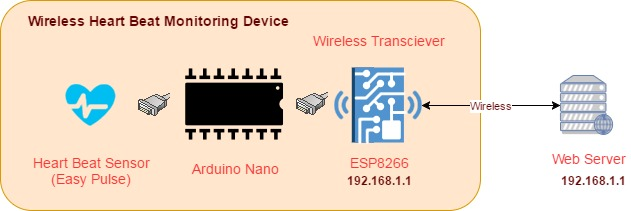 Wireless Heart Beat Monitoring Device
Wireless Transciever
Wireless
Heart Beat Sensor
(Easy Pulse)
Arduino Nano
ESP8266
192.168.1.1
Web Server
192.168.1.1